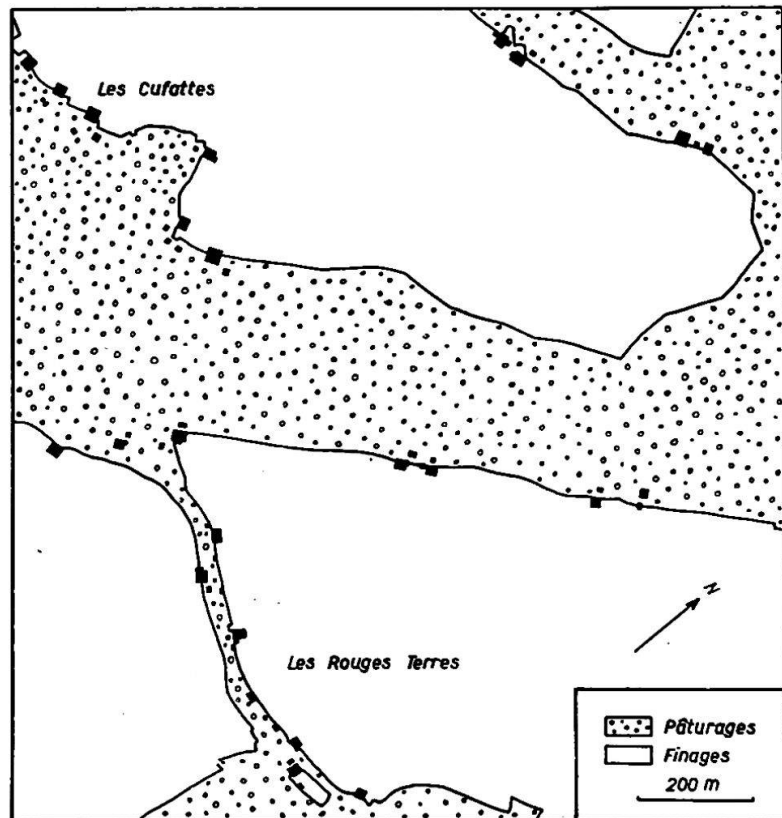 Les Cufattes
N
Les Rouges Terres
Pâturages
Finages
200 m